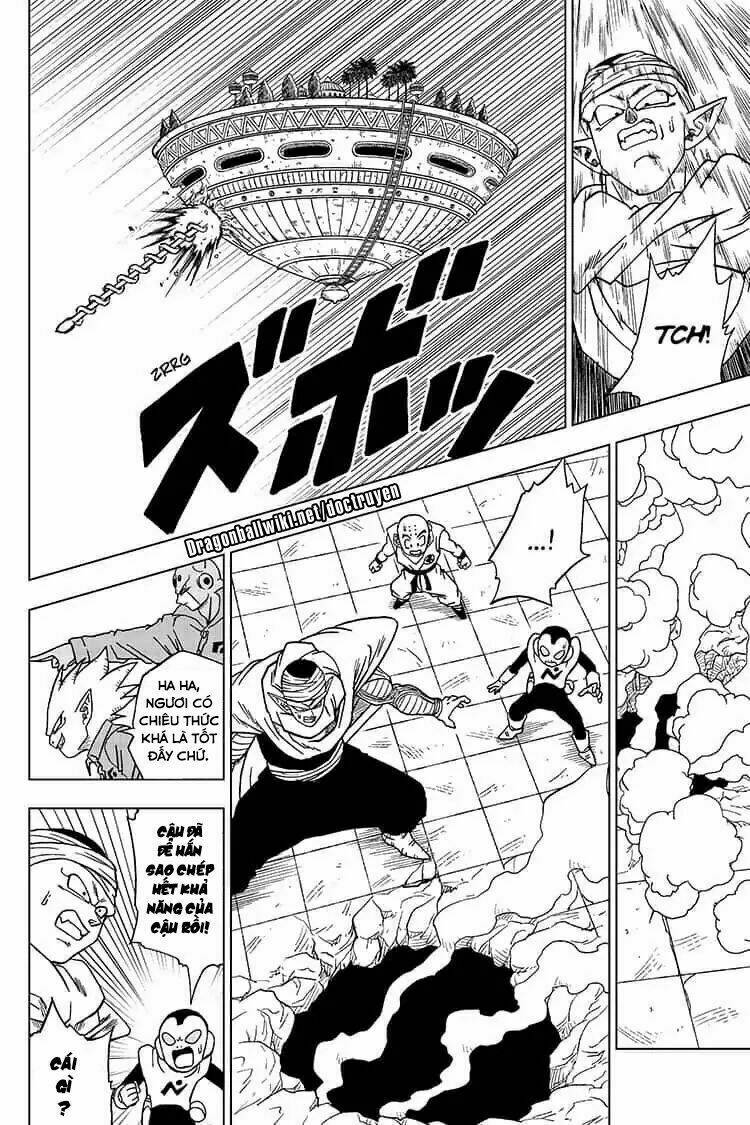 TCH!
ZRRG
ズボッ
Dragonballwiki.net/doctruyen
...!
HA HA,
NGƯƠI CÓ
CHIÊU THỨC
KHÁ LÀ TỐT
ĐẤY CHỨ.
CẬU ĐÃ
ĐỂ HẮN
SAO CHÉP
HẾT KHẢ
NĂNG CỦA
CẬU RỒI!
CÁI
GÌ
?